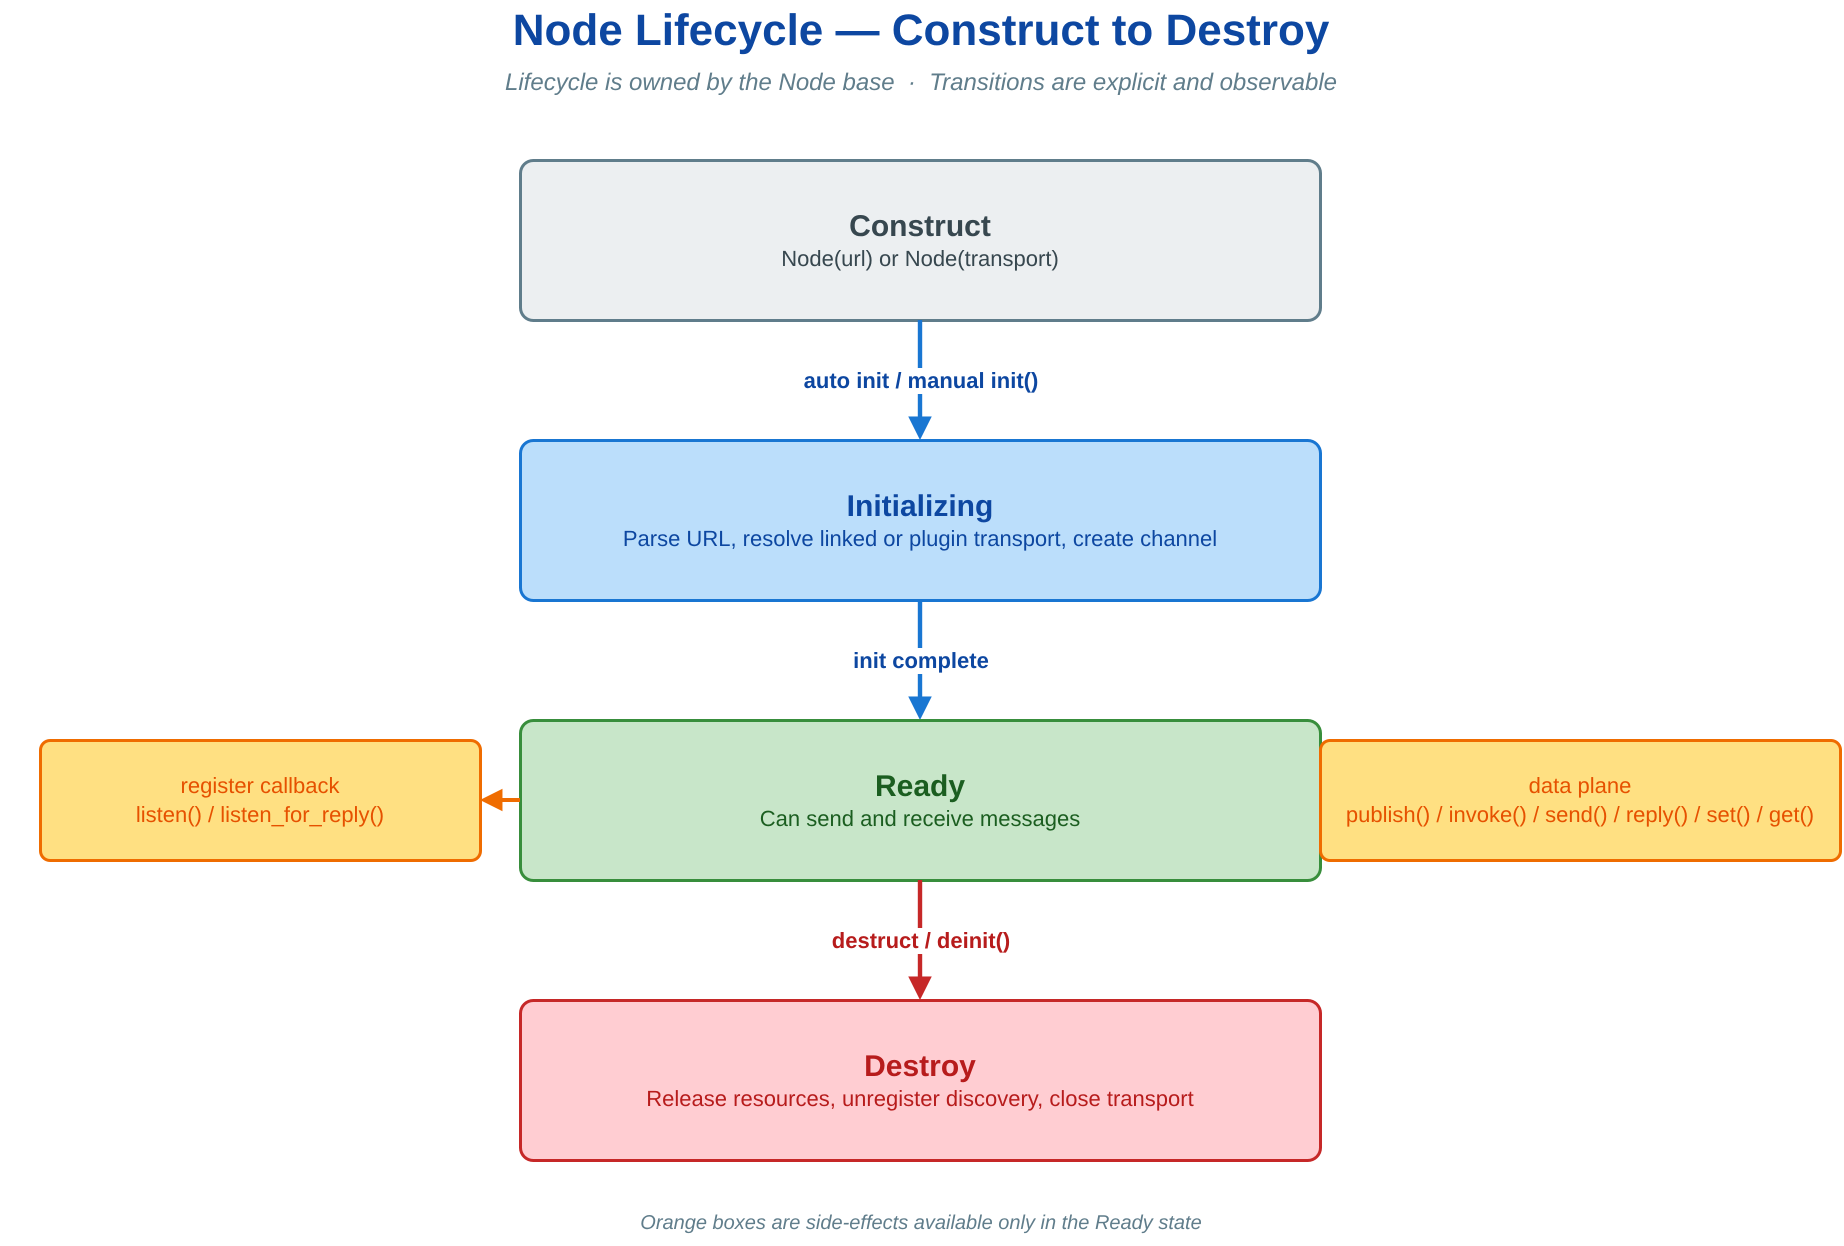 Node Lifecycle — Construct to Destroy
Lifecycle is owned by the Node base · Transitions are explicit and observable
Construct
Node(url) or Node(transport)
auto init / manual init()
Initializing
Parse URL, resolve linked or plugin transport, create channel
init complete
register callback
listen() / listen_for_reply()
Ready
Can send and receive messages
data plane
publish() / invoke() / send() / reply() / set() / get()
destruct / deinit()
Destroy
Release resources, unregister discovery, close transport
Orange boxes are side-effects available only in the Ready state